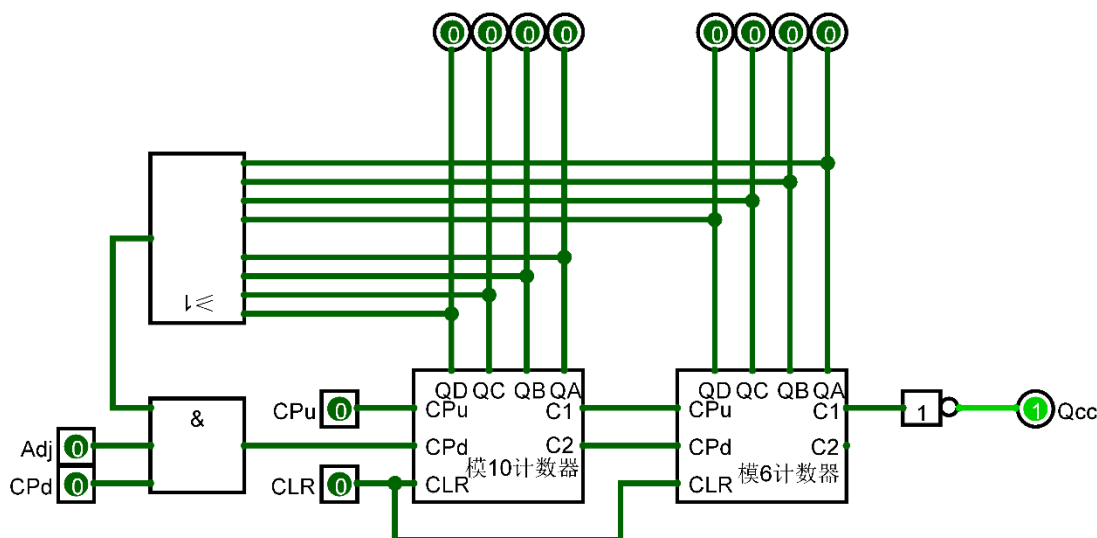 0 0 0 0 0 0 0 0
≥1
QD QC QB QA QD QC QB QA
CPu 0 CPu C1 CPu C1 1 1 Qcc
&
Adj 0 CPd C2 CPd C2
模10计数器 模6计数器
CPd 0 CLR 0 CLR CLR